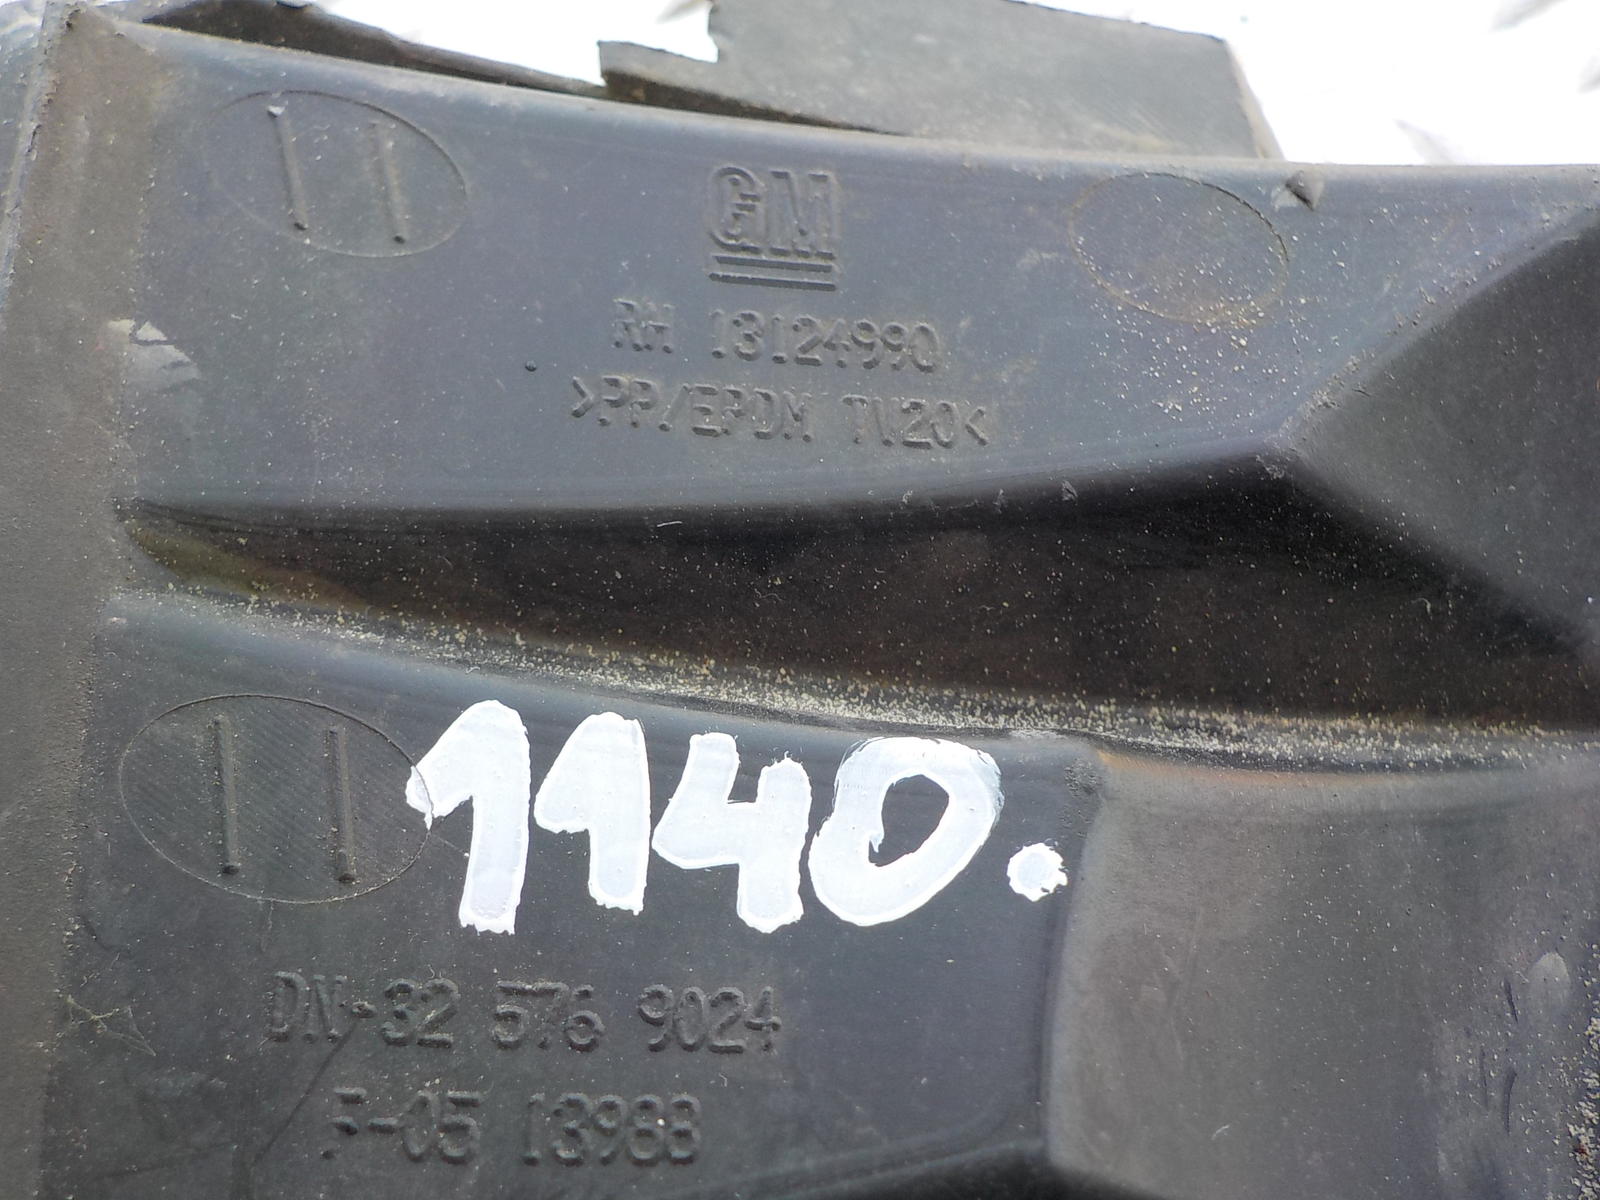 GM
RH 13124990
>PP/EPDM TV20<
1140.
DN-32 576 9024
F-05 13988